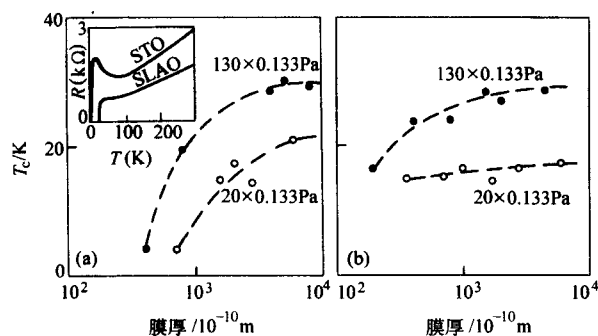 40
20
0
T_c/K
3
0
R(kΩ)
STO
SLAO
0 100 200
T(K)
130×0.133Pa
20×0.133Pa
(a)
10² 10³ 10⁴
膜厚/10⁻¹⁰m
130×0.133Pa
20×0.133Pa
(b)
10² 10³ 10⁴
膜厚/10⁻¹⁰m